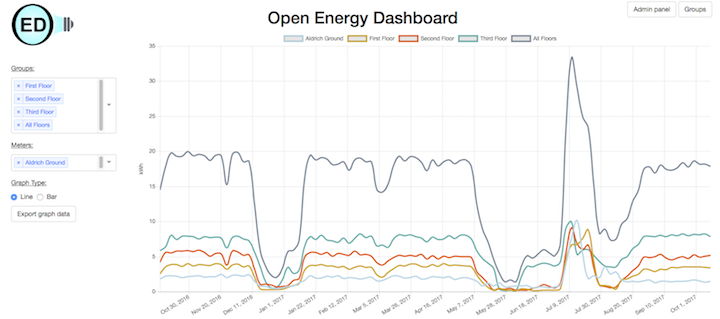 ED
Open Energy Dashboard
Admin panel
Groups
Aldrich Ground
First Floor
Second Floor
Third Floor
All Floors
Groups:
× First Floor
× Second Floor
× Third Floor
× All Floors
Meters:
× Aldrich Ground
Graph Type:
Line
Bar
Export graph data
kWh
35
30
25
20
15
10
5
0
Oct 30, 2016
Nov 20, 2016
Dec 11, 2016
Jan 1, 2017
Jan 22, 2017
Feb 12, 2017
Mar 5, 2017
Mar 26, 2017
Apr 16, 2017
May 7, 2017
May 28, 2017
Jun 18, 2017
Jul 9, 2017
Jul 30, 2017
Aug 20, 2017
Sep 10, 2017
Oct 1, 2017